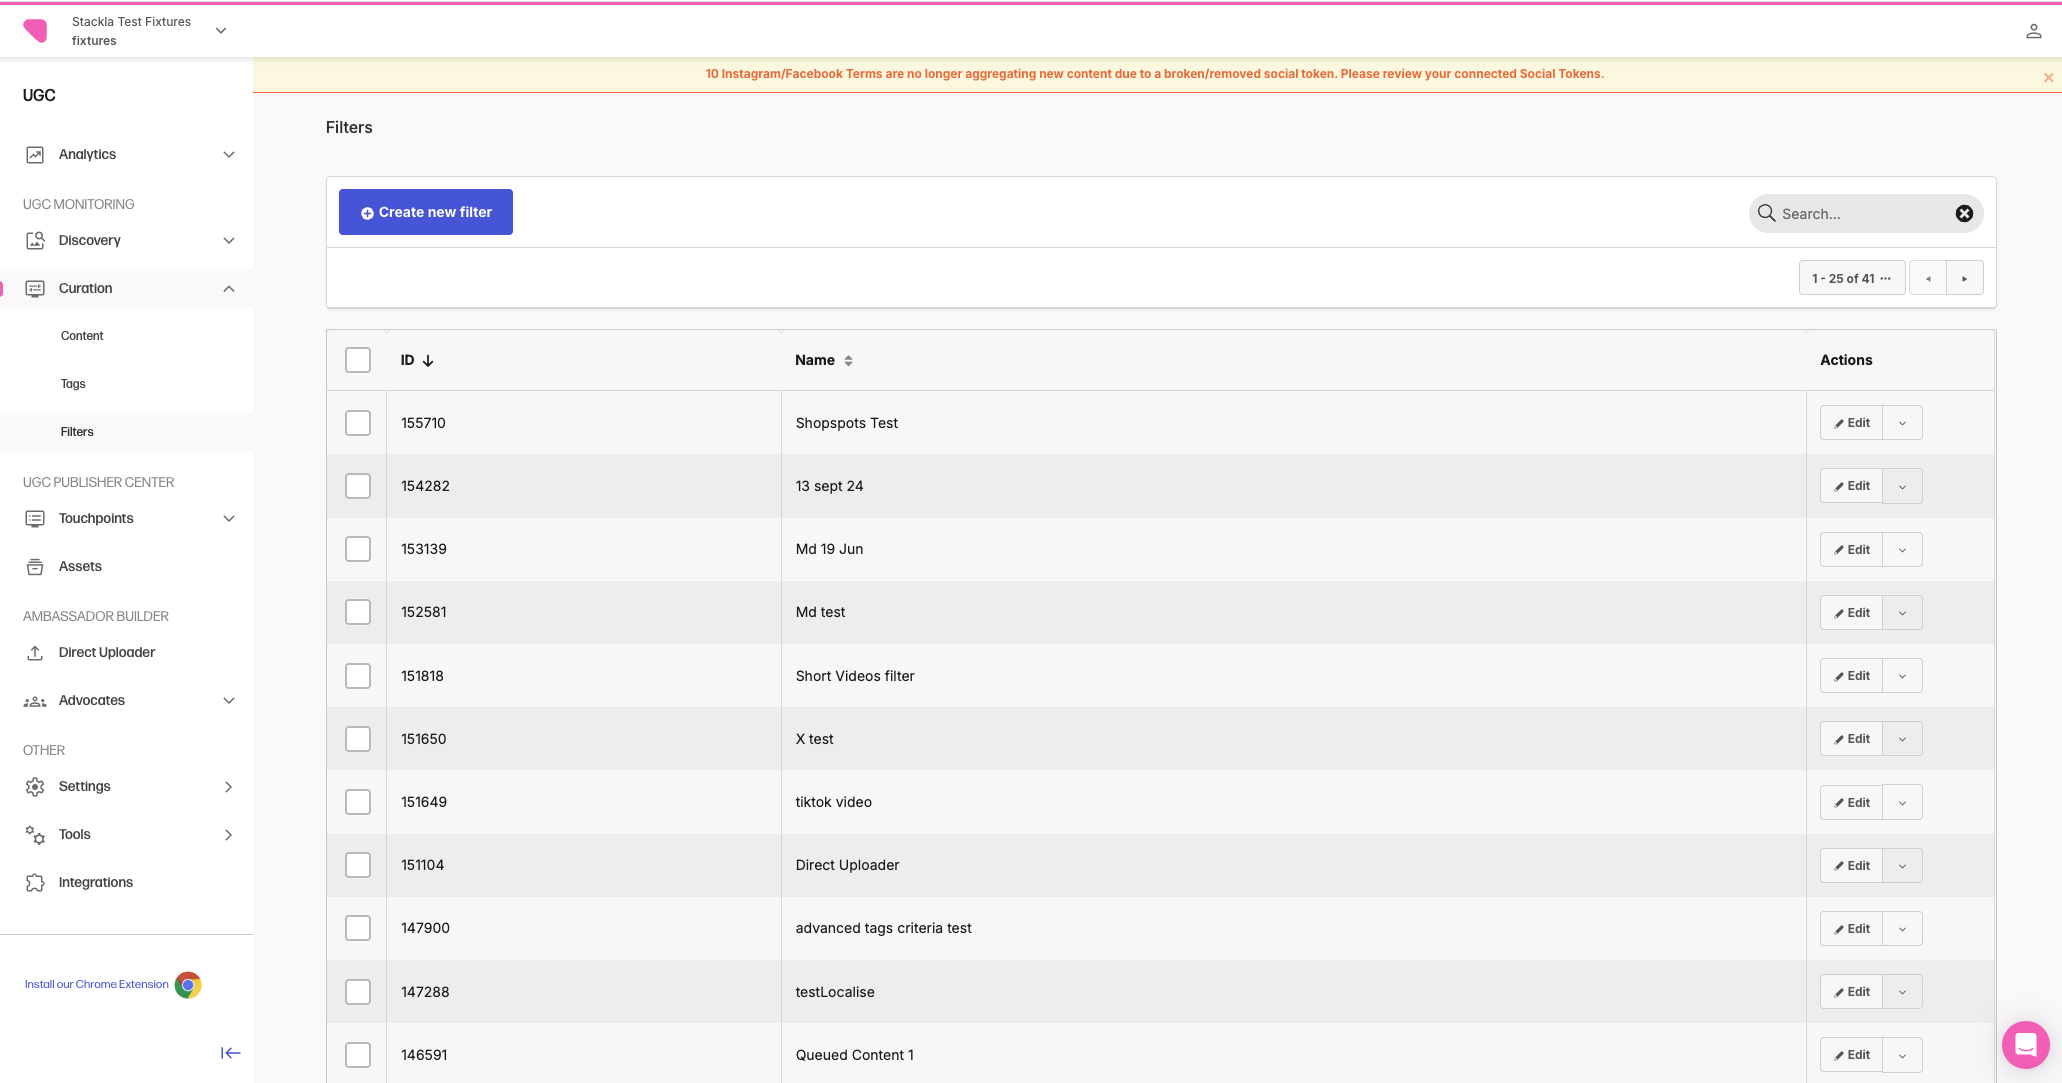 Stackla Test Fixtures
fixtures
10 Instagram/Facebook Terms are no longer aggregating new content due to a broken/removed social token. Please review your connected Social Tokens.
UGC
Analytics
UGC MONITORING
Discovery
Curation
Content
Tags
Filters
UGC PUBLISHER CENTER
Touchpoints
Assets
AMBASSADOR BUILDER
Direct Uploader
Advocates
OTHER
Settings
Tools
Integrations
Install our Chrome Extension
Filters
Create new filter
Search...
1 - 25 of 41 ···
ID Name Actions
155710 Shopspots Test Edit
154282 13 sept 24 Edit
153139 Md 19 Jun Edit
152581 Md test Edit
151818 Short Videos filter Edit
151650 X test Edit
151649 tiktok video Edit
151104 Direct Uploader Edit
147900 advanced tags criteria test Edit
147288 testLocalise Edit
146591 Queued Content 1 Edit